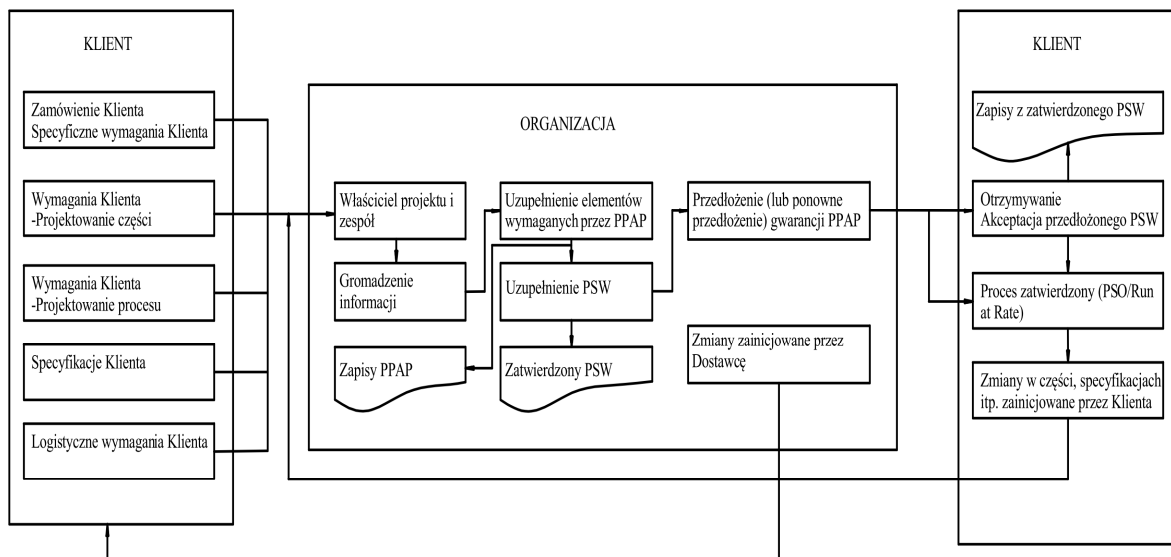 KLIENT
Zamówienie Klienta
Specyficzne wymagania Klienta
Wymagania Klienta
-Projektowanie części
Wymagania Klienta
-Projektowanie procesu
Specyfikacje Klienta
Logistyczne wymagania Klienta
ORGANIZACJA
Właściciel projektu i
zespół
Gromadzenie
informacji
Zapisy PPAP
Uzupełnienie elementów
wymaganych przez PPAP
Uzupełnienie PSW
Zatwierdzony PSW
Przedłożenie (lub ponowne
przedłożenie) gwarancji PPAP
Zmiany zainicjowane przez
Dostawcę
KLIENT
Zapisy z zatwierdzonego PSW
Otrzymywanie
Akceptacja przedłożonego PSW
Proces zatwierdzony (PSO/Run
at Rate)
Zmiany w części, specyfikacjach
itp. zainicjowane przez Klienta